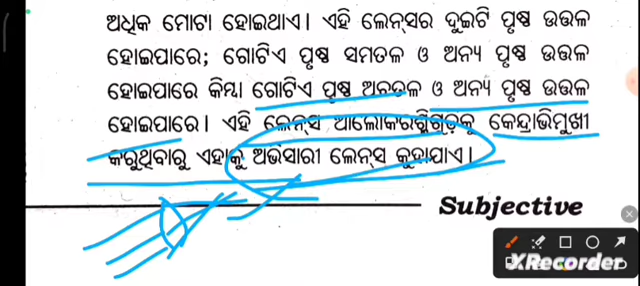 ଅଧିକ ମୋଟା ହୋଇଥାଏ। ଏହି ଲେନ୍‌ସର ଦୁଇଟି ପୃଷ୍ଠ ଉତ୍ତଳ
ହୋଇପାରେ; ଗୋଟିଏ ପୃଷ୍ଠ ସମତଳ ଓ ଅନ୍ୟ ପୃଷ୍ଠ ଉତ୍ତଳ
ହୋଇପାରେ କିମ୍ବା ଗୋଟିଏ ପୃଷ୍ଠ ଅବତଳ ଓ ଅନ୍ୟ ପୃଷ୍ଠ ଉତ୍ତଳ
ହୋଇପାରେ। ଏହି ଲେନ୍‌ସ ଆଲୋକରଶ୍ମିଗୁଡ଼ିକୁ କେନ୍ଦ୍ରାଭିମୁଖୀ
କରୁଥିବାରୁ ଏହାକୁ ଅଭିସାରୀ ଲେନ୍‌ସ କୁହାଯାଏ।
Subjective
XRecorder